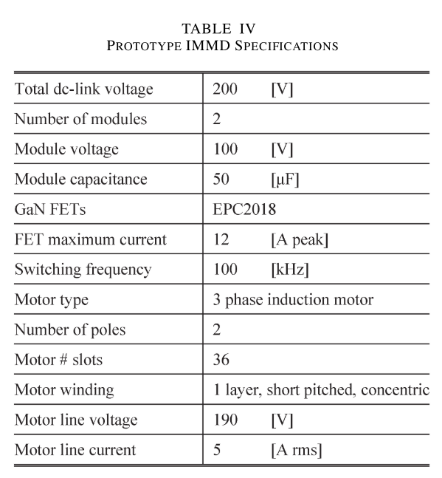 TABLE IV
PROTOTYPE IMMD SPECIFICATIONS
Total dc-link voltage 200 [V]
Number of modules 2
Module voltage 100 [V]
Module capacitance 50 [µF]
GaN FETs EPC2018
FET maximum current 12 [A peak]
Switching frequency 100 [kHz]
Motor type 3 phase induction motor
Number of poles 2
Motor # slots 36
Motor winding 1 layer, short pitched, concentric
Motor line voltage 190 [V]
Motor line current 5 [A rms]